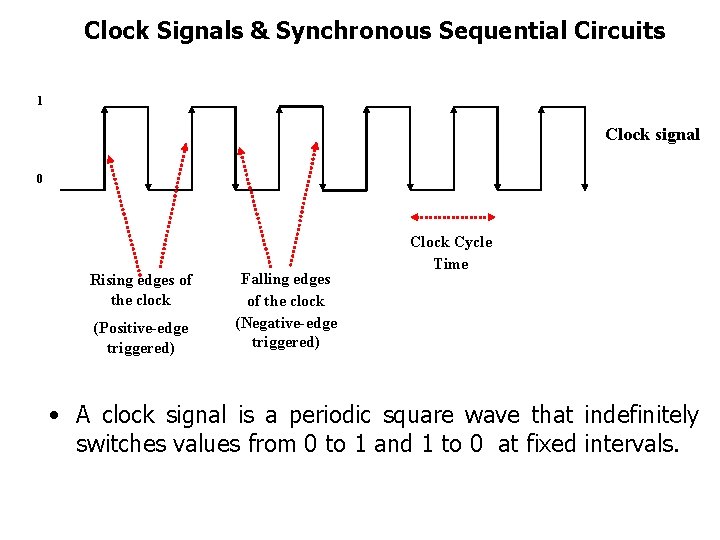 Clock Signals & Synchronous Sequential Circuits
1
Clock signal
0
Clock Cycle
Time
Rising edges of
the clock
(Positive-edge
triggered)
Falling edges
of the clock
(Negative-edge
triggered)
• A clock signal is a periodic square wave that indefinitely
switches values from 0 to 1 and 1 to 0 at fixed intervals.